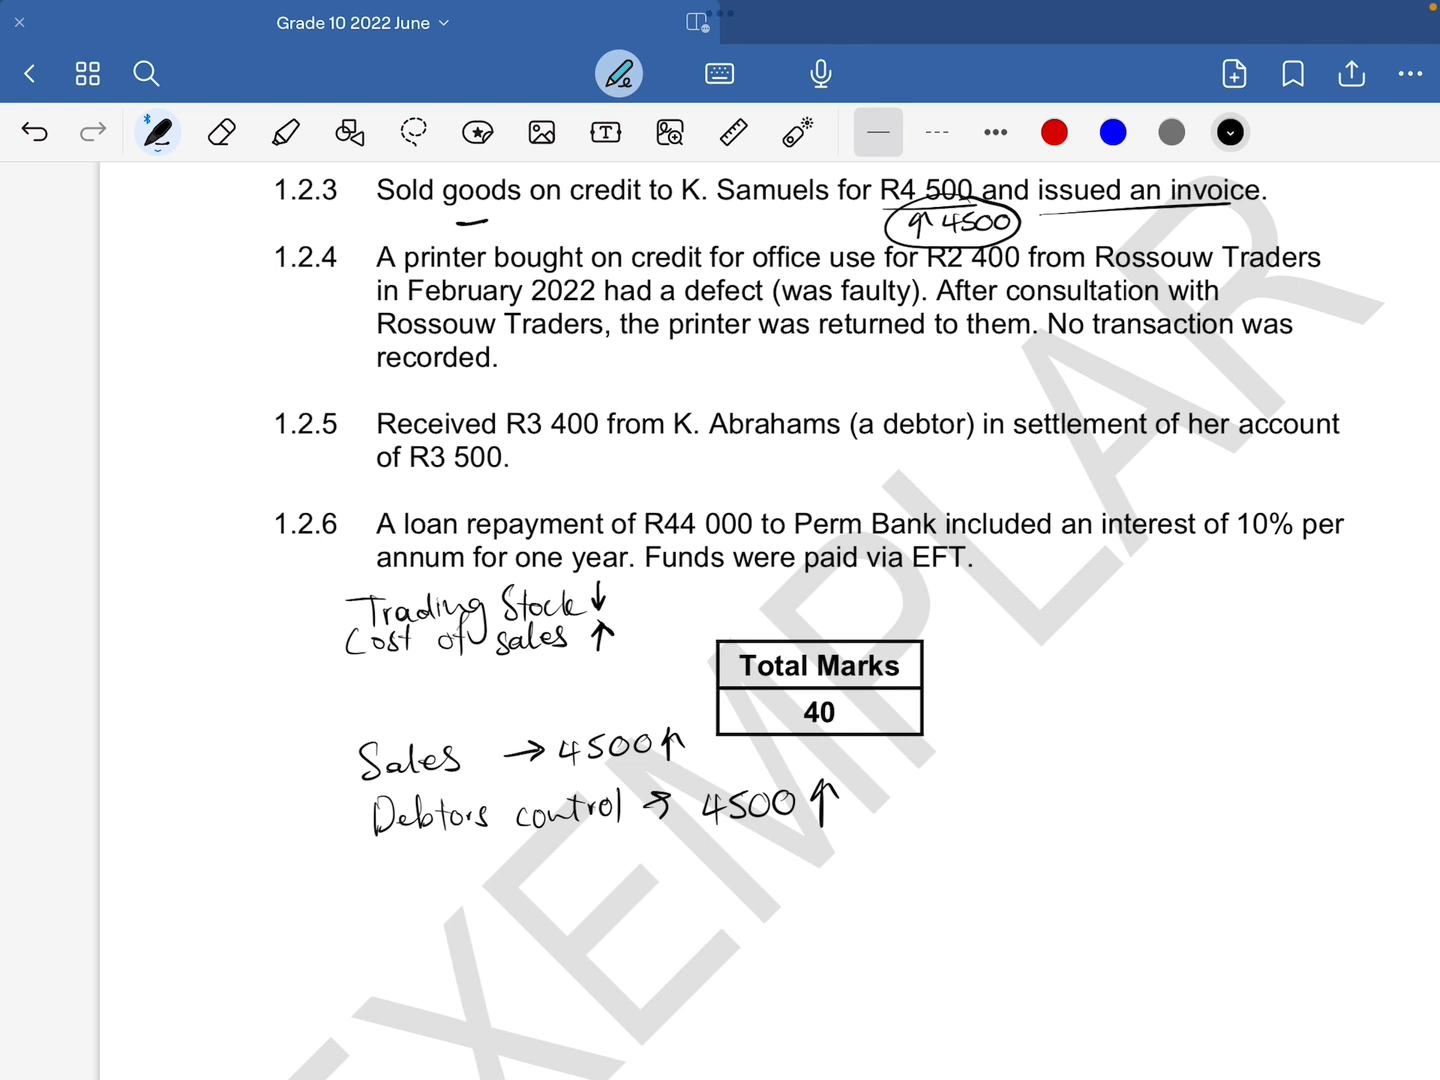 Grade 10 2022 June
1.2.3 Sold goods on credit to K. Samuels for R4 500 and issued an invoice.
↑ 4500
1.2.4 A printer bought on credit for office use for R2 400 from Rossouw Traders
in February 2022 had a defect (was faulty). After consultation with
Rossouw Traders, the printer was returned to them. No transaction was
recorded.
1.2.5 Received R3 400 from K. Abrahams (a debtor) in settlement of her account
of R3 500.
1.2.6 A loan repayment of R44 000 to Perm Bank included an interest of 10% per
annum for one year. Funds were paid via EFT.
Trading Stock ↓
Cost of sales ↑
Total Marks
40
Sales → 4500 ↑
Debtors control → 4500 ↑
EXEMPLAR